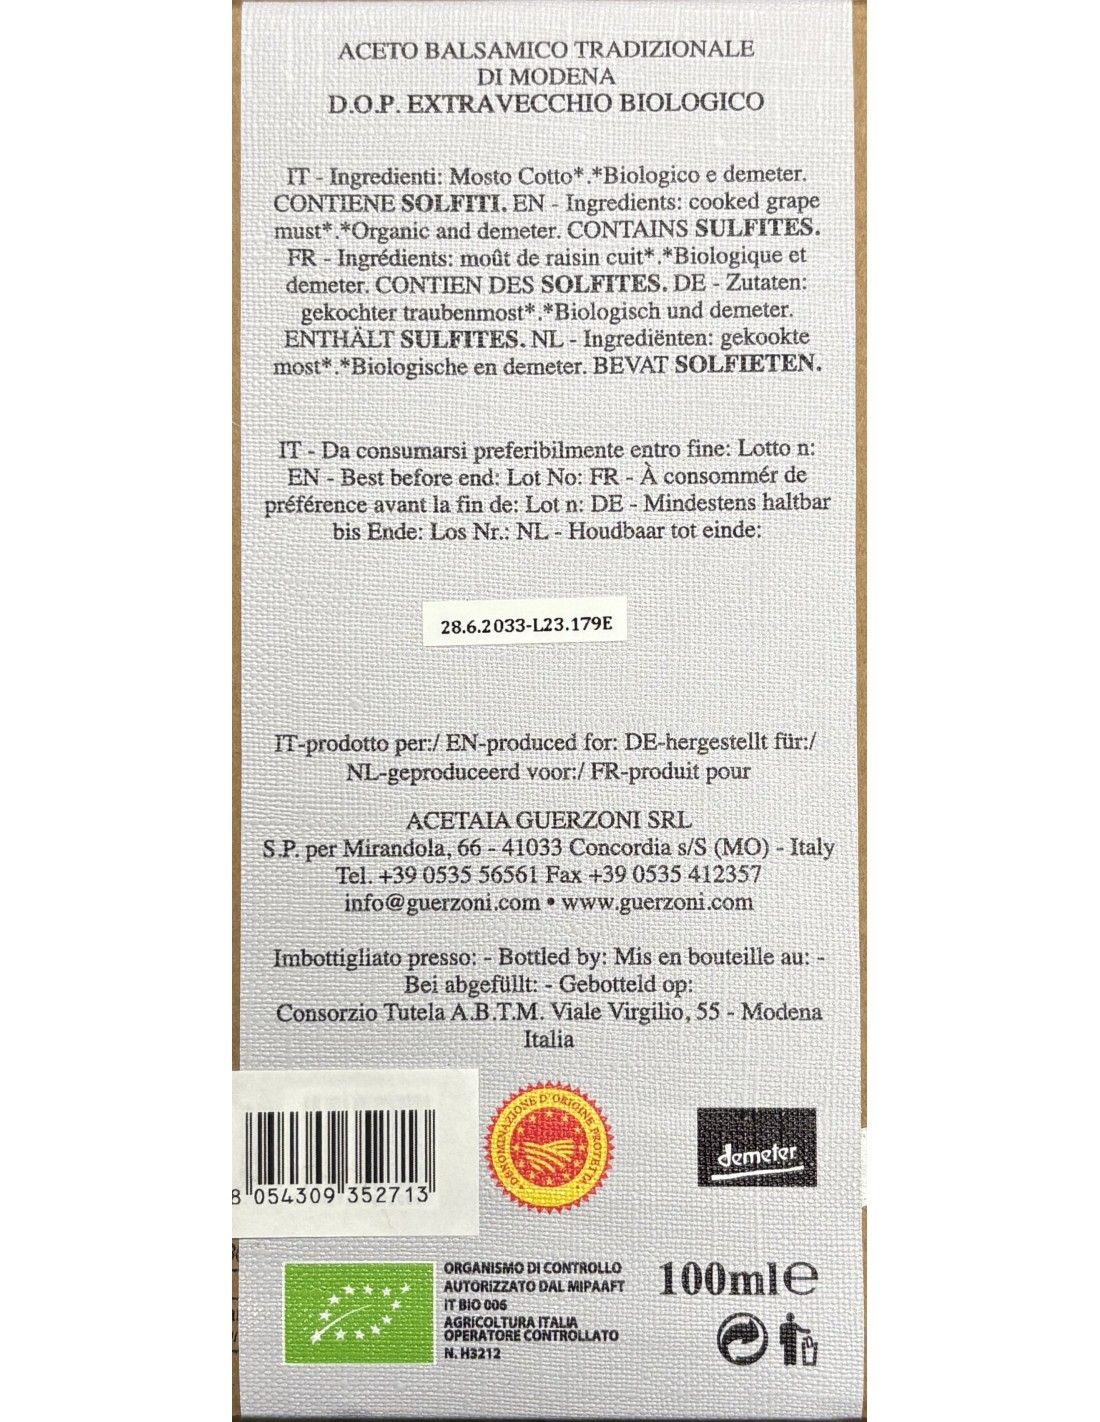 ACETO BALSAMICO TRADIZIONALE
DI MODENA
D.O.P. EXTRAVECCHIO BIOLOGICO
IT - Ingredienti: Mosto Cotto*.*Biologico e demeter.
CONTIENE SOLFITI. EN - Ingredients: cooked grape
must*.*Organic and demeter. CONTAINS SULFITES.
FR - Ingrédients: moût de raisin cuit*.*Biologique et
demeter. CONTIEN DES SOLFITES. DE - Zutaten:
gekochter traubenmost*.*Biologisch und demeter.
ENTHÄLT SULFITES. NL - Ingrediënten: gekookte
most*.*Biologische en demeter. BEVAT SOLFIETEN.
IT - Da consumarsi preferibilmente entro fine: Lotto n:
EN - Best before end: Lot No: FR - À consommér de
préférence avant la fin de: Lot n: DE - Mindestens haltbar
bis Ende: Los Nr.: NL - Houdbaar tot einde:
28.6.2033-L23.179E
IT-prodotto per:/ EN-produced for: DE-hergestellt für:/
NL-geproduceerd voor:/ FR-produit pour
ACETAIA GUERZONI SRL
S.P. per Mirandola, 66 - 41033 Concordia s/S (MO) - Italy
Tel. +39 0535 56561 Fax +39 0535 412357
info@guerzoni.com • www.guerzoni.com
Imbottigliato presso: - Bottled by: Mis en bouteille au: -
Bei abgefüllt: - Gebotteld op:
Consorzio Tutela A.B.T.M. Viale Virgilio, 55 - Modena
Italia
8 054309 352713
DENOMINAZIONE D'ORIGINE PROTETTA
demeter
ORGANISMO DI CONTROLLO
AUTORIZZATO DAL MIPAAFT
IT BIO 006
AGRICOLTURA ITALIA
OPERATORE CONTROLLATO
N. H3212
100ml℮